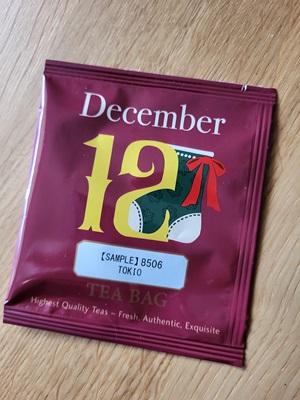 December
12
【SAMPLE】8506
TOKIO
TEA BAG
Highest Quality Teas – Fresh, Authentic, Exquisite